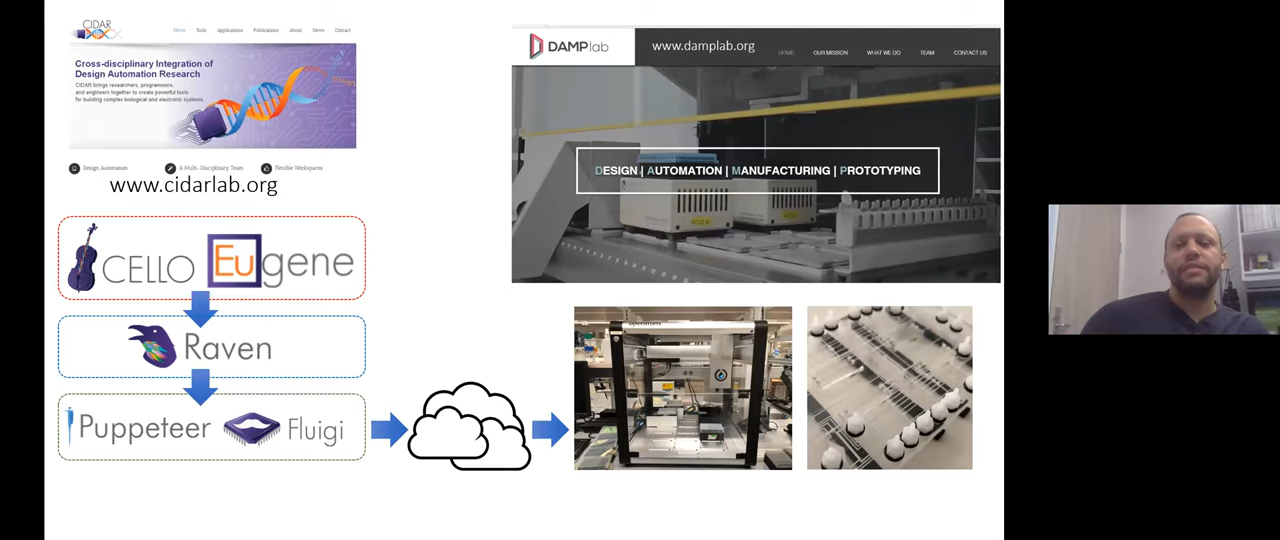 CIDAR
Home Tools Applications Publications About News Contact
Cross-disciplinary Integration of
Design Automation Research
CIDAR brings researchers, programmers,
and engineers together to create powerful tools
for building complex biological and electronic systems.
Design Automation A Multi-Disciplinary Team Flexible Workspaces
www.cidarlab.org
CELLO Eugene
Raven
Puppeteer Fluigi
DAMPlab www.damplab.org HOME OUR MISSION WHAT WE DO TEAM CONTACT US
DESIGN | AUTOMATION | MANUFACTURING | PROTOTYPING
opentrons